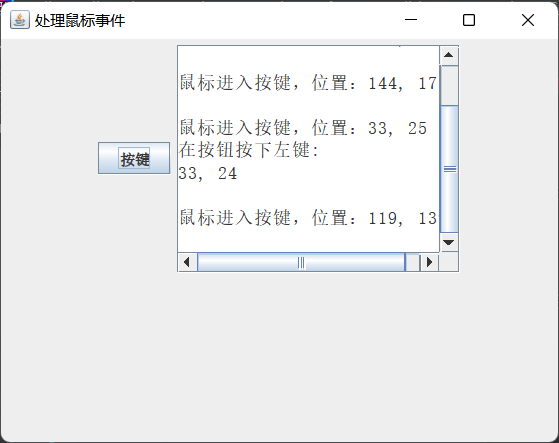 处理鼠标事件
鼠标进入按键，位置：144, 17
鼠标进入按键，位置：33, 25
在按钮按下左键:
33, 24
鼠标进入按键，位置：119, 13
按键